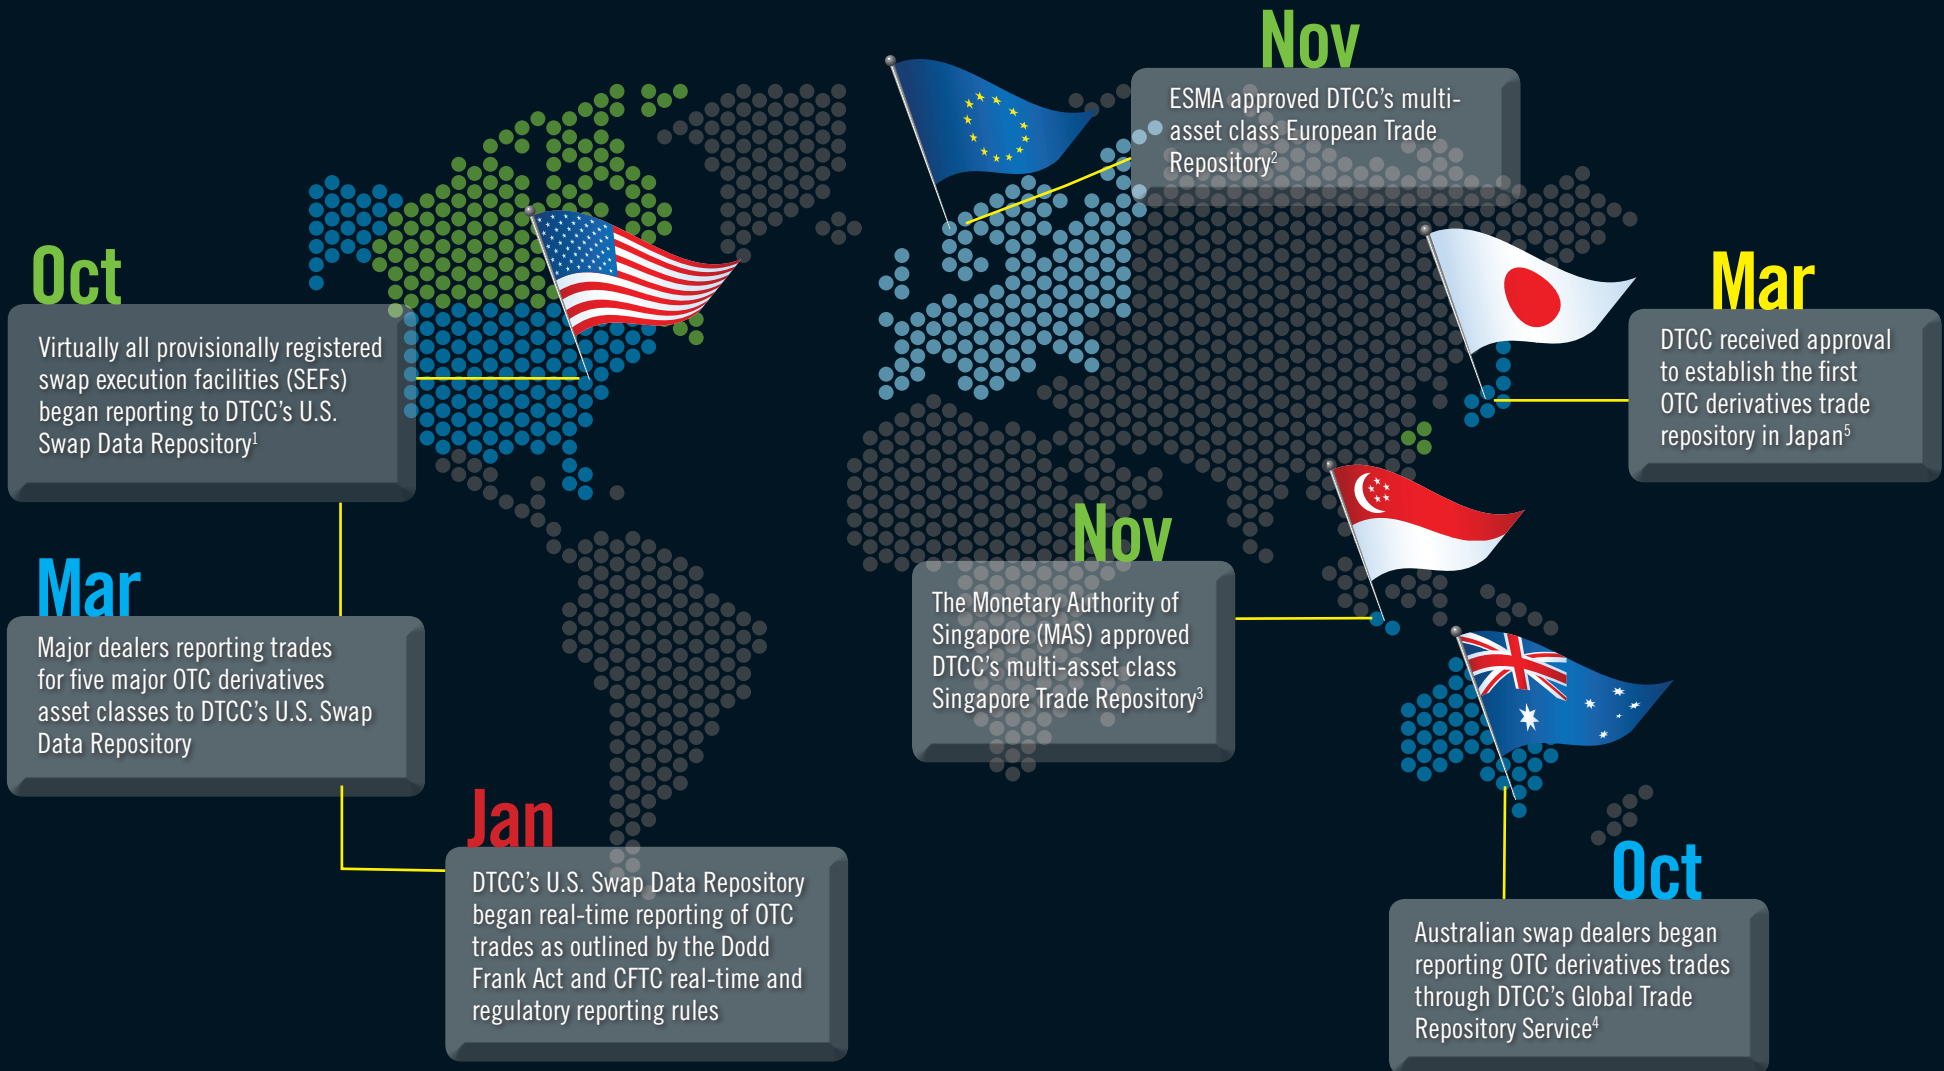 Nov
ESMA approved DTCC's multi-
asset class European Trade
Repository²
Oct
Virtually all provisionally registered
swap execution facilities (SEFs)
began reporting to DTCC's U.S.
Swap Data Repository¹
Mar
DTCC received approval
to establish the first
OTC derivatives trade
repository in Japan⁵
Mar
Major dealers reporting trades
for five major OTC derivatives
asset classes to DTCC's U.S. Swap
Data Repository
Nov
The Monetary Authority of
Singapore (MAS) approved
DTCC's multi-asset class
Singapore Trade Repository³
Jan
DTCC's U.S. Swap Data Repository
began real-time reporting of OTC
trades as outlined by the Dodd
Frank Act and CFTC real-time and
regulatory reporting rules
Oct
Australian swap dealers began
reporting OTC derivatives trades
through DTCC's Global Trade
Repository Service⁴